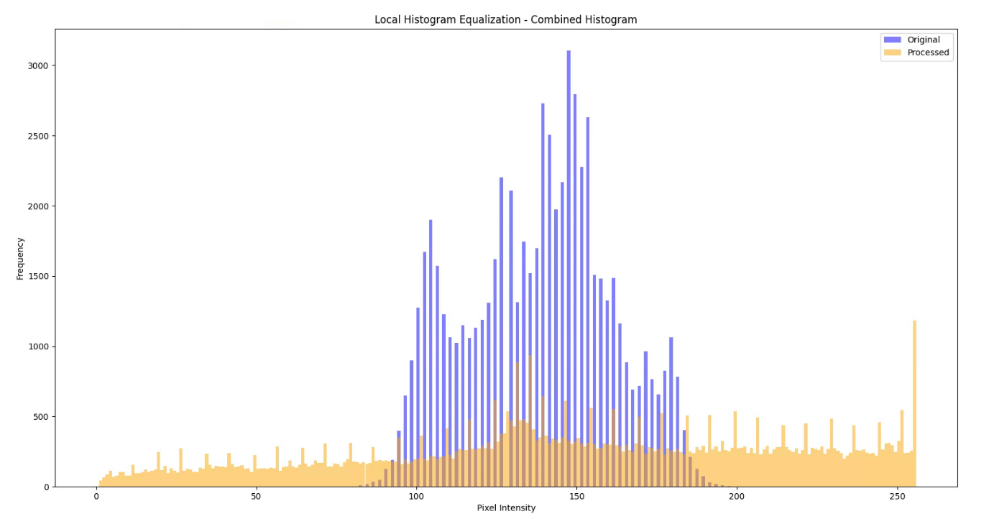 Local Histogram Equalization - Combined Histogram
Original
Processed
3000
2500
2000
1500
1000
500
0
Frequency
0 50 100 150 200 250
Pixel Intensity